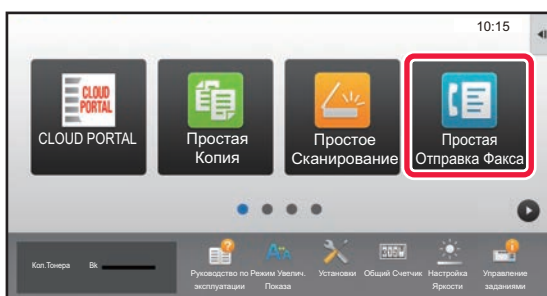 10:15
CLOUD
PORTAL
CLOUD PORTAL
Простая
Копия
Простое
Сканирование
Простая
Отправка Факса
Кол.Тонера Bk
Руководство по
эксплуатации
Режим Увелич.
Показа
Установки
Общий Счетчик
Настройка
Яркости
Управление
заданиями